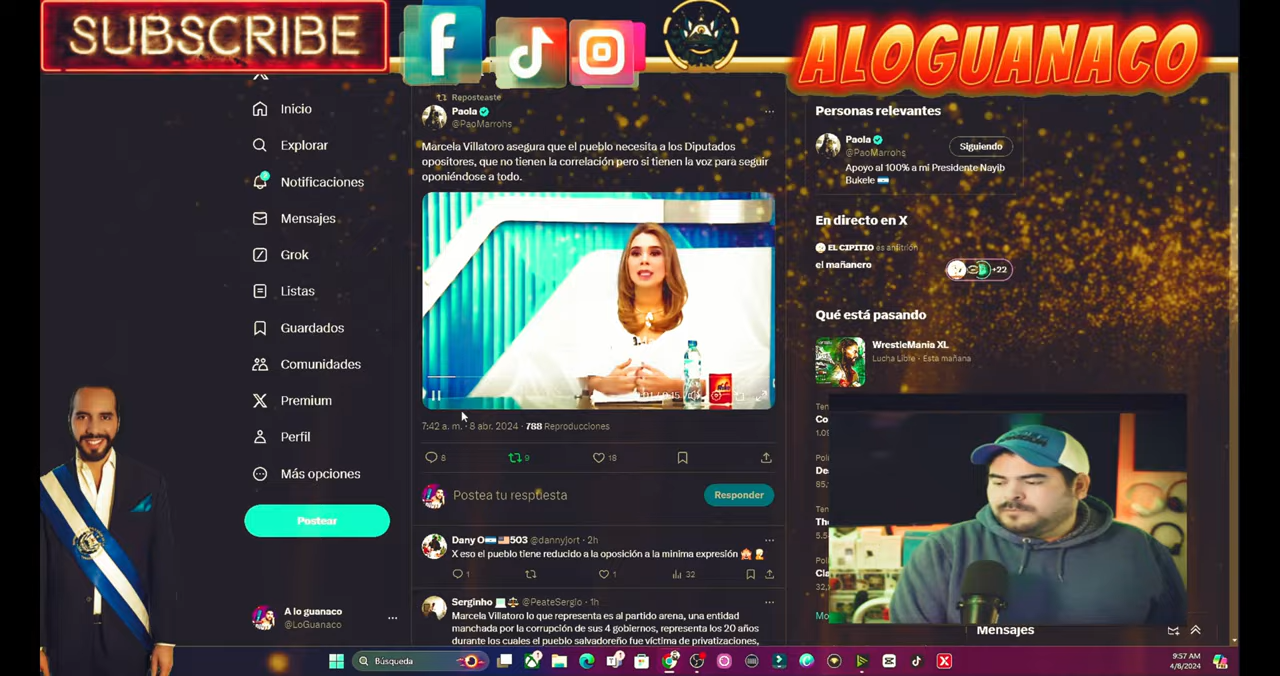 SUBSCRIBE
ALOGUANACO
Inicio
Explorar
Notificaciones
Mensajes
Grok
Listas
Guardados
Comunidades
Premium
Perfil
Más opciones
Postear
A lo guanaco
@LoGuanaco
Reposteaste
Paola
@PaoMarrohs
Marcela Villatoro asegura que el pueblo necesita a los Diputados
opositores, que no tienen la correlación pero si tienen la voz para seguir
oponiéndose a todo.
7:42 a. m. · 8 abr. 2024 · 788 Reproducciones
8 9 18
Postea tu respuesta
Responder
Dany O 503 @dannyjort · 2h
X eso el pueblo tiene reducido a la oposición a la minima expresión
1 1 32
Serginho @PeateSergio · 1h
Marcela Villatoro lo que representa es al partido arena, una entidad
manchada por la corrupción de sus 4 gobiernos, representa los 20 años
durante los cuales el pueblo salvadoreño fue víctima de privatizaciones,
Personas relevantes
Paola
@PaoMarrohs
Siguiendo
Apoyo al 100% a mi Presidente Nayib
Bukele
En directo en X
EL CIPITIO es anfitrión
el mañanero
+22
Qué está pasando
WrestleMania XL
Lucha Libre · Esta mañana
Mensajes
Búsqueda
9:57 AM
4/8/2024